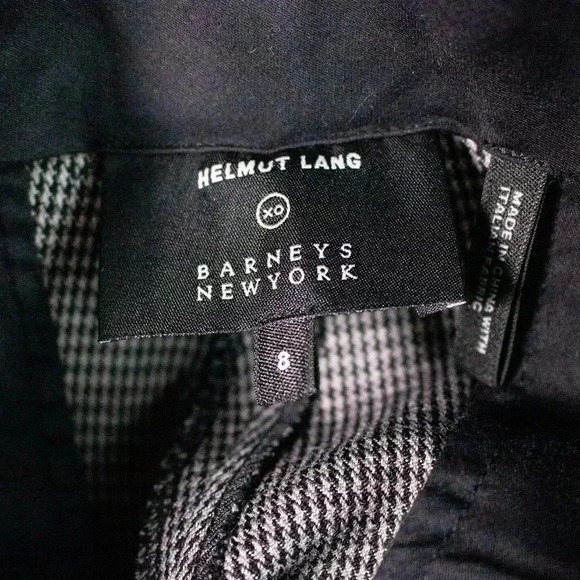 HELMUT LANG
XO
BARNEYS
NEWYORK
8
MADE IN CHINA WITH
ITALIAN FABRIC